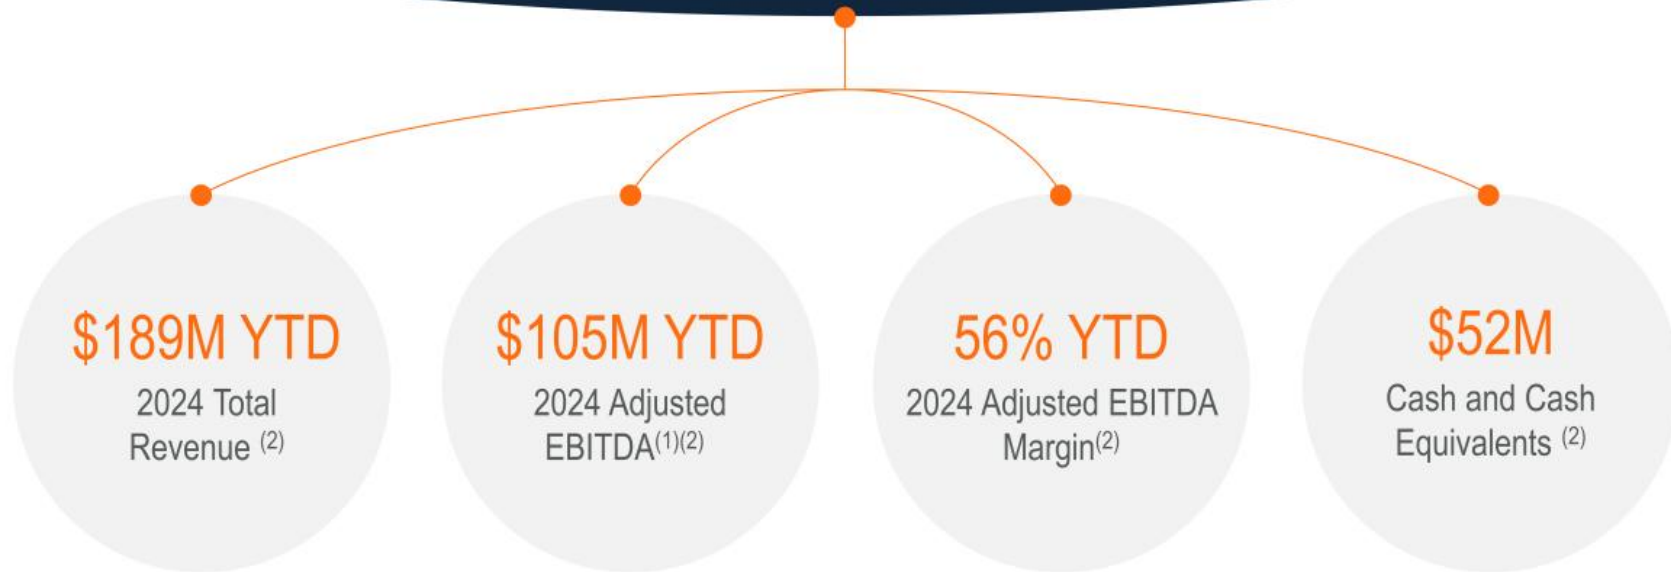 $189M YTD
2024 Total
Revenue (2)
$105M YTD
2024 Adjusted
EBITDA(1)(2)
56% YTD
2024 Adjusted EBITDA
Margin(2)
$52M
Cash and Cash
Equivalents (2)